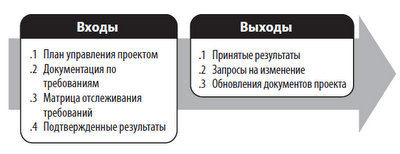 Входы
.1 План управления проектом
.2 Документация по
требованиям
.3 Матрица отслеживания
требований
.4 Подтвержденные результаты
Выходы
.1 Принятые результаты
.2 Запросы на изменение
.3 Обновления документов проекта